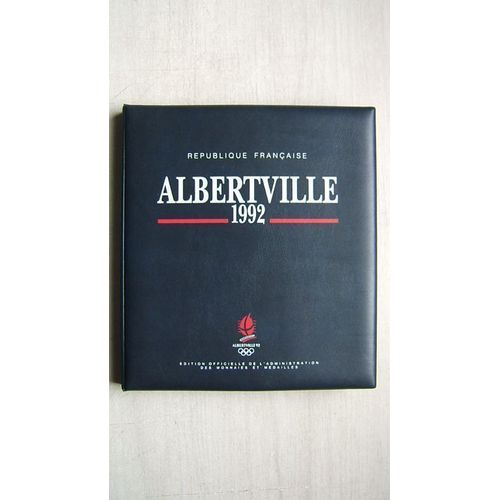 REPUBLIQUE FRANÇAISE
ALBERTVILLE
1992
ALBERTVILLE 92
EDITION OFFICIELLE DE L'ADMINISTRATION
DES MONNAIES ET MEDAILLES